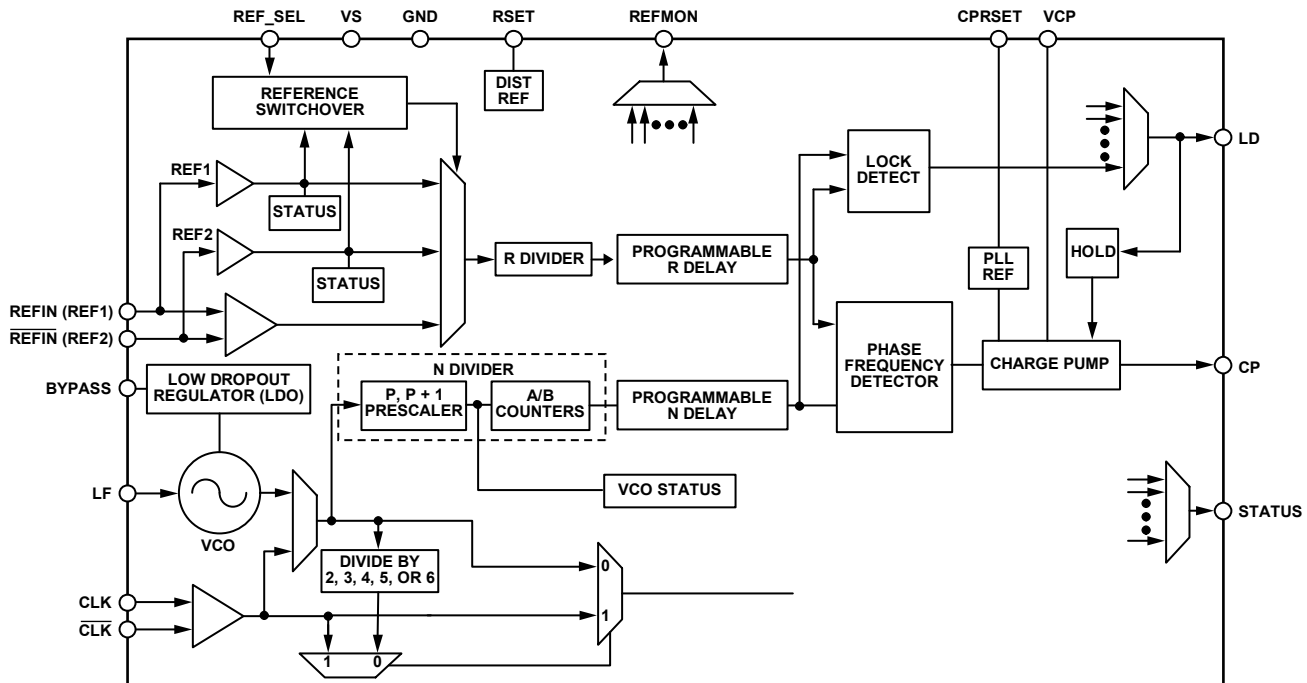 REF_SEL
VS
GND
RSET
REFMON
CPRSET
VCP
REFERENCE
SWITCHOVER
DIST
REF
LD
REF1
STATUS
LOCK
DETECT
REF2
STATUS
R DIVIDER
PROGRAMMABLE
R DELAY
PLL
REF
HOLD
REFIN (REF1)
REFIN (REF2)
BYPASS
LOW DROPOUT
REGULATOR (LDO)
N DIVIDER
P, P + 1
PRESCALER
A/B
COUNTERS
PROGRAMMABLE
N DELAY
PHASE
FREQUENCY
DETECTOR
CHARGE PUMP
CP
LF
VCO
VCO STATUS
STATUS
DIVIDE BY
2, 3, 4, 5, OR 6
0
1
CLK
CLK
1 0